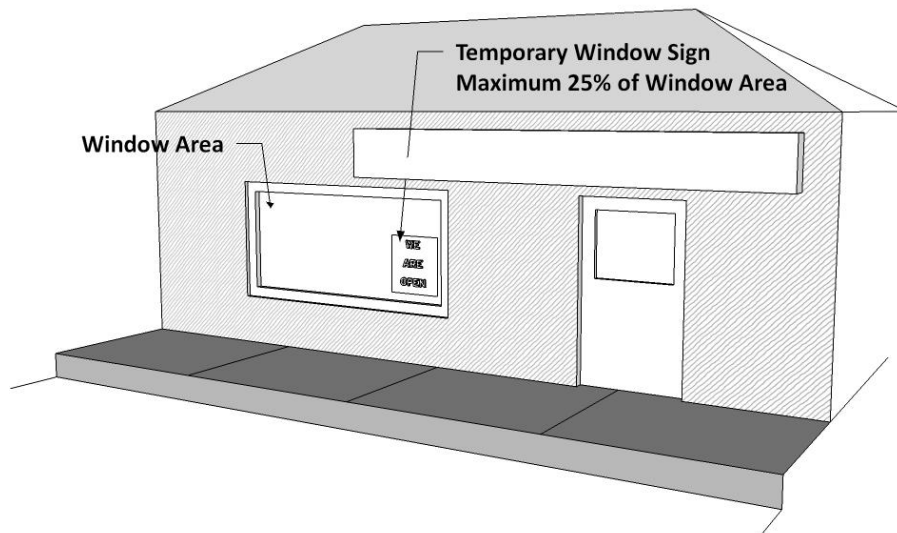 Temporary Window Sign
Maximum 25% of Window Area
Window Area
WE
ARE
OPEN